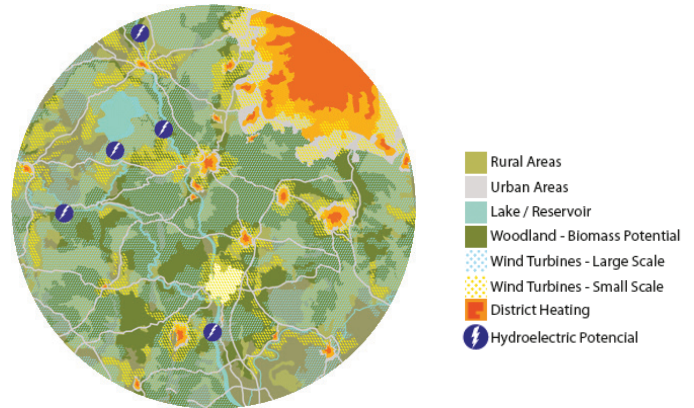 Rural Areas
Urban Areas
Lake / Reservoir
Woodland - Biomass Potential
Wind Turbines - Large Scale
Wind Turbines - Small Scale
District Heating
Hydroelectric Potencial